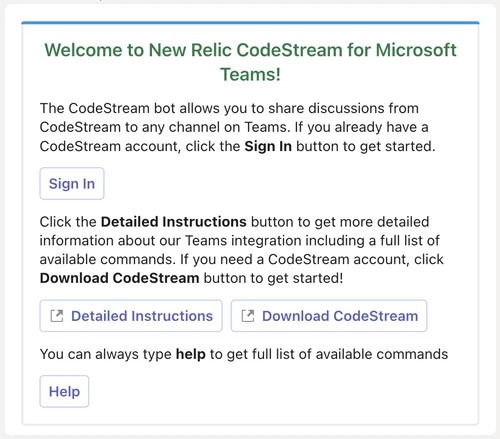 Welcome to New Relic CodeStream for Microsoft
Teams!
The CodeStream bot allows you to share discussions from
CodeStream to any channel on Teams. If you already have a
CodeStream account, click the Sign In button to get started.
Sign In
Click the Detailed Instructions button to get more detailed
information about our Teams integration including a full list of
available commands. If you need a CodeStream account, click
Download CodeStream button to get started!
Detailed Instructions Download CodeStream
You can always type help to get full list of available commands
Help